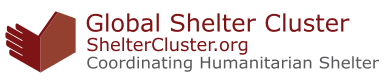 Global Shelter Cluster
ShelterCluster.org
Coordinating Humanitarian Shelter